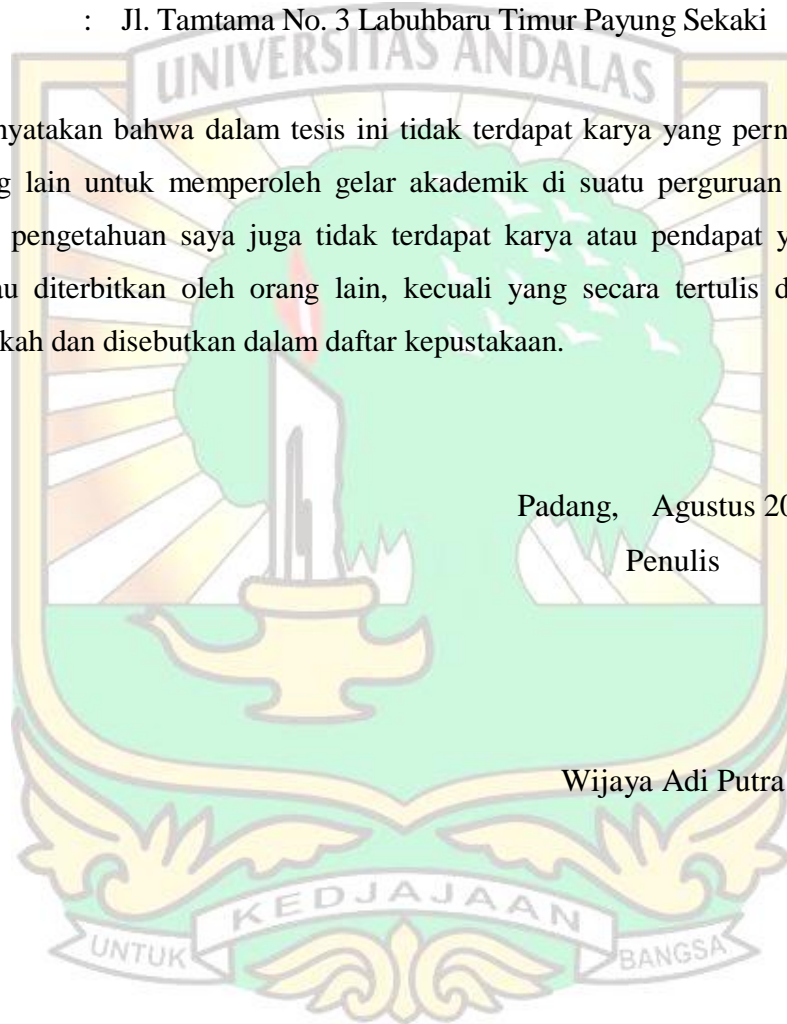 : Jl. Tamtama No. 3 Labuhbaru Timur Payung Sekaki
UNIVERSITAS ANDALAS
nyatakan bahwa dalam tesis ini tidak terdapat karya yang pern
g lain untuk memperoleh gelar akademik di suatu perguruan
pengetahuan saya juga tidak terdapat karya atau pendapat y
au diterbitkan oleh orang lain, kecuali yang secara tertulis d
kah dan disebutkan dalam daftar kepustakaan.
Padang, Agustus 20
Penulis
Wijaya Adi Putra
KEDJAJAAN
UNTUK BANGSA